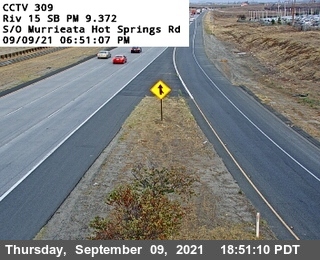 CCTV 309
Riv 15 SB PM 9.372
S/O Murrieata Hot Springs Rd
09/09/21 06:51:07 PM
Thursday, September 09, 2021 18:51:10 PDT